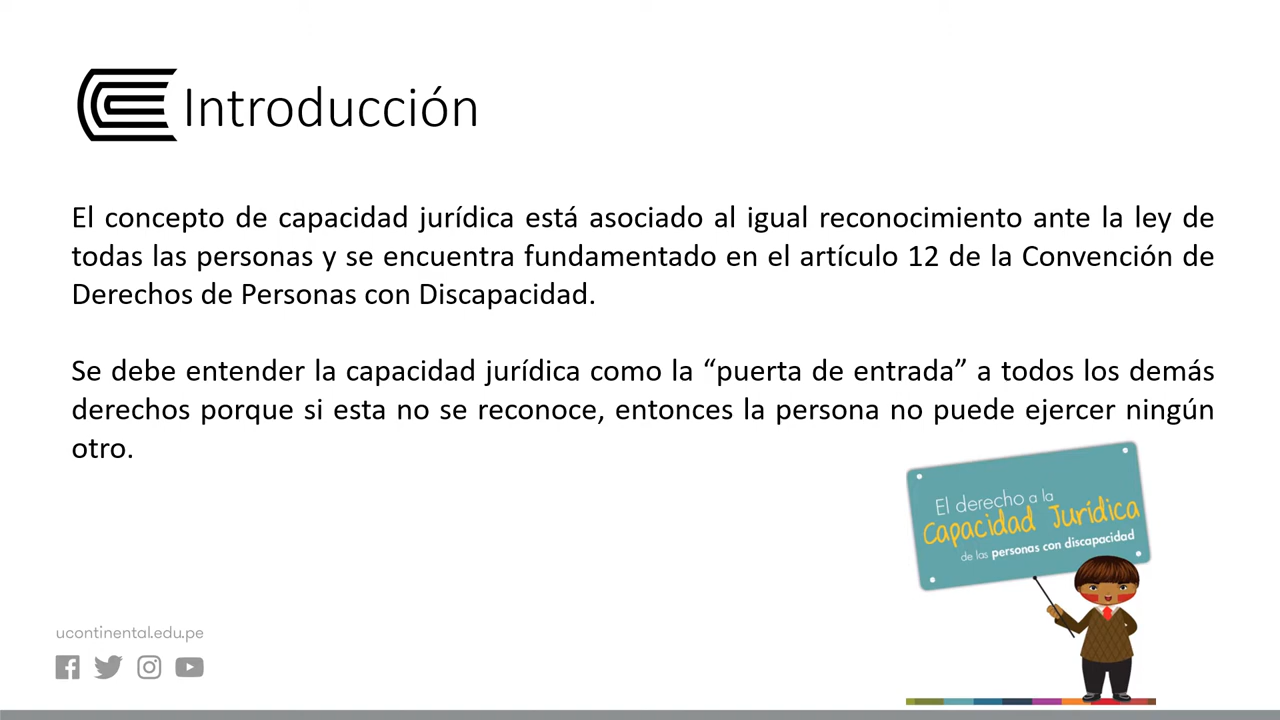 Introducción
El concepto de capacidad jurídica está asociado al igual reconocimiento ante la ley de
todas las personas y se encuentra fundamentado en el artículo 12 de la Convención de
Derechos de Personas con Discapacidad.
Se debe entender la capacidad jurídica como la “puerta de entrada” a todos los demás
derechos porque si esta no se reconoce, entonces la persona no puede ejercer ningún
otro.
El derecho a la
Capacidad Jurídica
de las personas con discapacidad
ucontinental.edu.pe